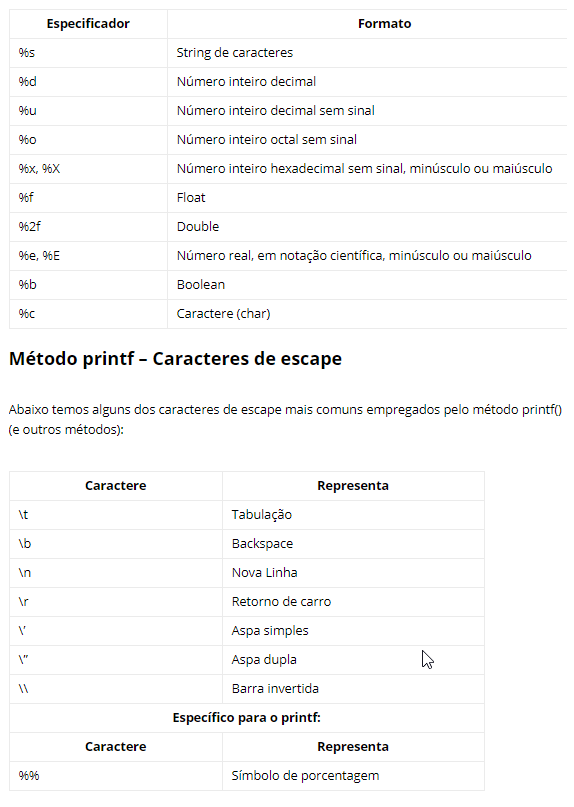 Especificador Formato
%s String de caracteres
%d Número inteiro decimal
%u Número inteiro decimal sem sinal
%o Número inteiro octal sem sinal
%x, %X Número inteiro hexadecimal sem sinal, minúsculo ou maiúsculo
%f Float
%2f Double
%e, %E Número real, em notação científica, minúsculo ou maiúsculo
%b Boolean
%c Caractere (char)
Método printf – Caracteres de escape
Abaixo temos alguns dos caracteres de escape mais comuns empregados pelo método printf()
(e outros métodos):
Caractere Representa
\t Tabulação
\b Backspace
\n Nova Linha
\r Retorno de carro
\’ Aspa simples
\” Aspa dupla
\\ Barra invertida
Específico para o printf:
Caractere Representa
%% Símbolo de porcentagem